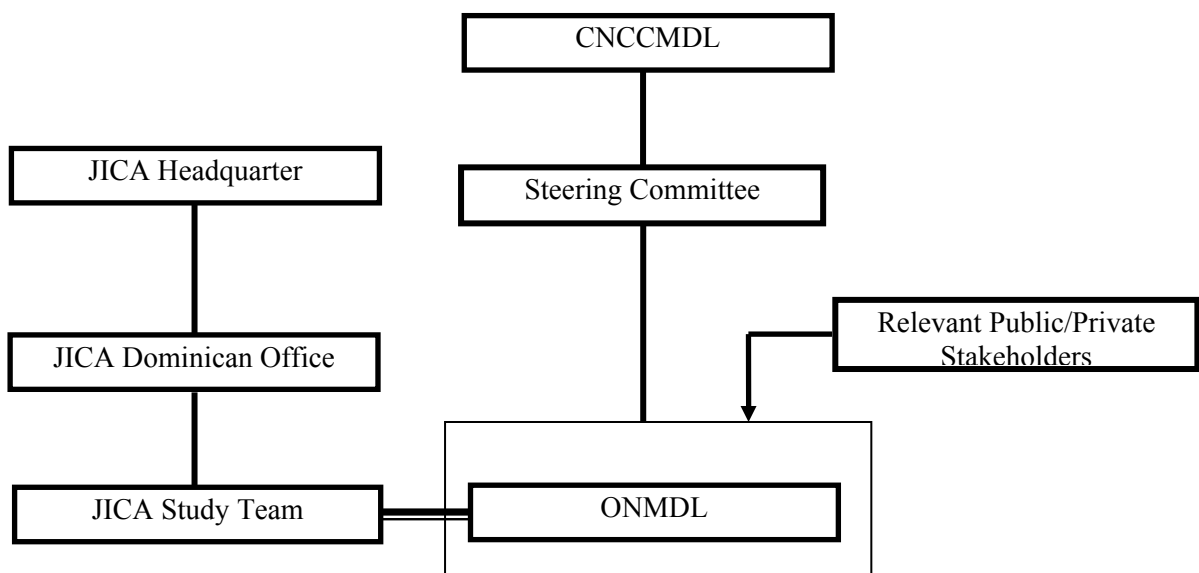 CNCCMDL
JICA Headquarter
Steering Committee
Relevant Public/Private
Stakeholders
JICA Dominican Office
JICA Study Team
ONMDL